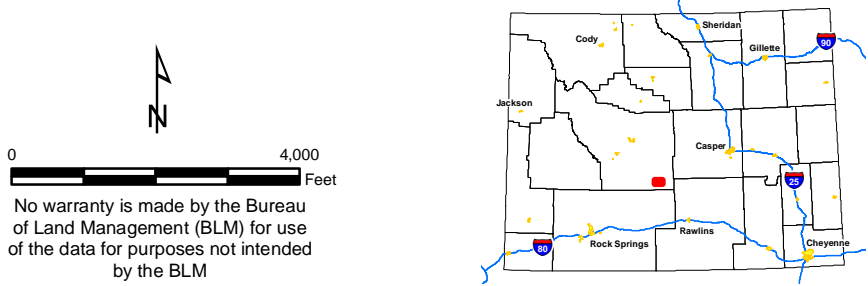 N
0 4,000
Feet
No warranty is made by the Bureau
of Land Management (BLM) for use
of the data for purposes not intended
by the BLM
Sheridan
Cody
Gillette
90
Jackson
Casper
25
Rock Springs
Rawlins
80
Cheyenne